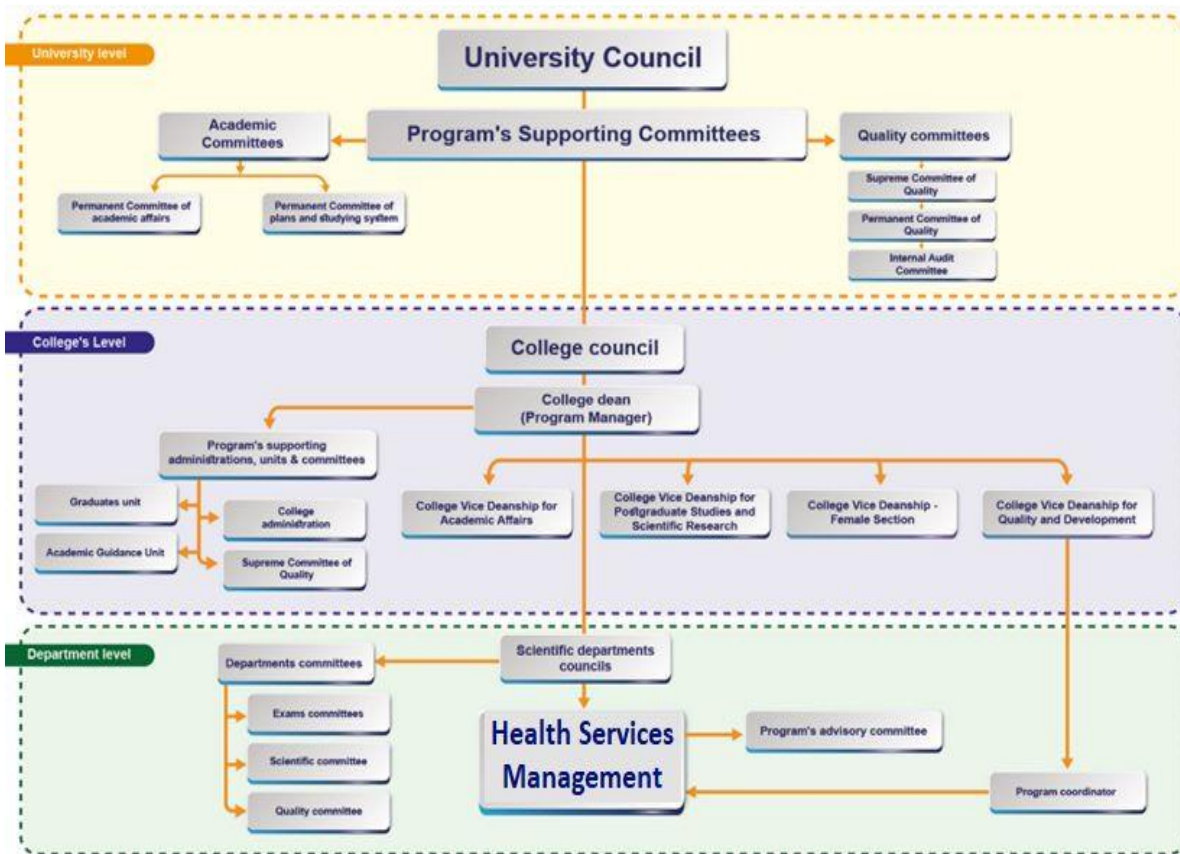 University level
University Council
Academic
Committees
Program's Supporting Committees
Quality committees
Permanent Committee of
academic affairs
Permanent Committee of
plans and studying system
Supreme Committee of
Quality
Permanent Committee of
Quality
Internal Audit
Committee
College's Level
College council
College dean
(Program Manager)
Program's supporting
administrations, units & committees
Graduates unit
College
administration
Academic Guidance Unit
Supreme Committee of
Quality
College Vice Deanship for
Academic Affairs
College Vice Deanship for
Postgraduate Studies and
Scientific Research
College Vice Deanship -
Female Section
College Vice Deanship for
Quality and Development
Department level
Departments committees
Scientific departments
councils
Exams committees
Scientific committee
Quality committee
Health Services
Management
Program's advisory committee
Program coordinator